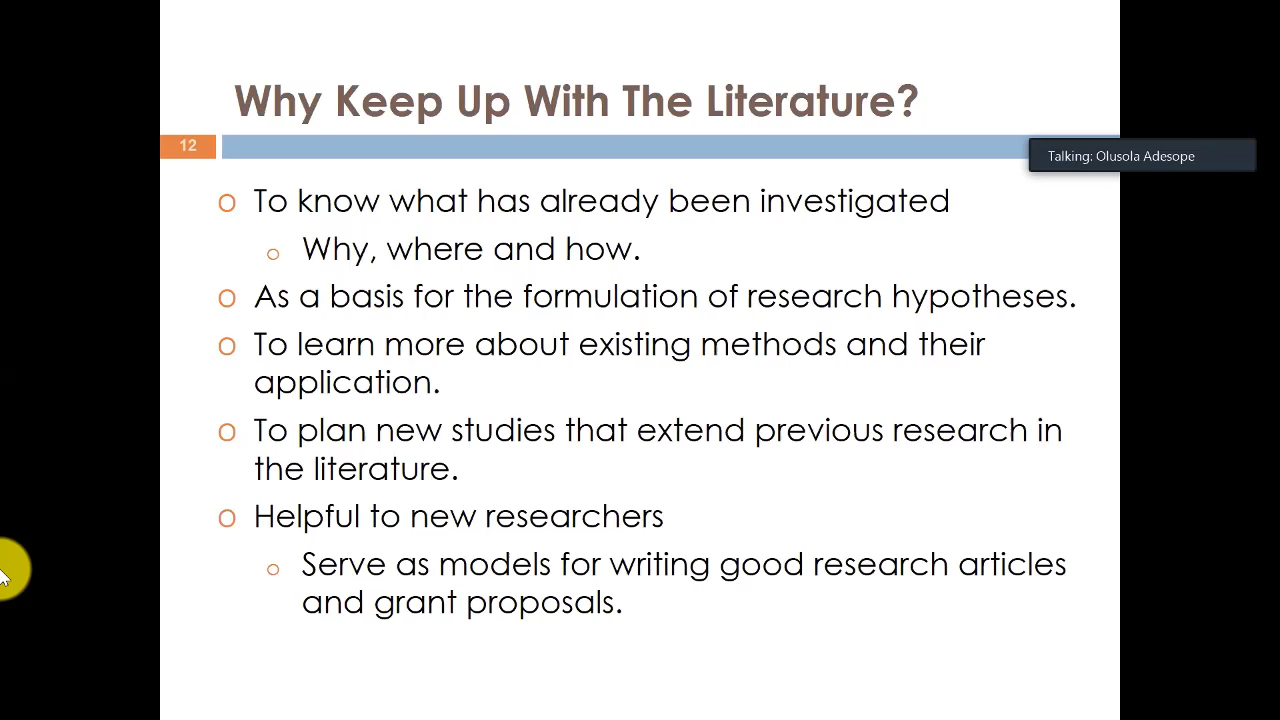 Why Keep Up With The Literature?
12
Talking: Olusola Adesope
o To know what has already been investigated
o Why, where and how.
o As a basis for the formulation of research hypotheses.
o To learn more about existing methods and their
application.
o To plan new studies that extend previous research in
the literature.
o Helpful to new researchers
o Serve as models for writing good research articles
and grant proposals.